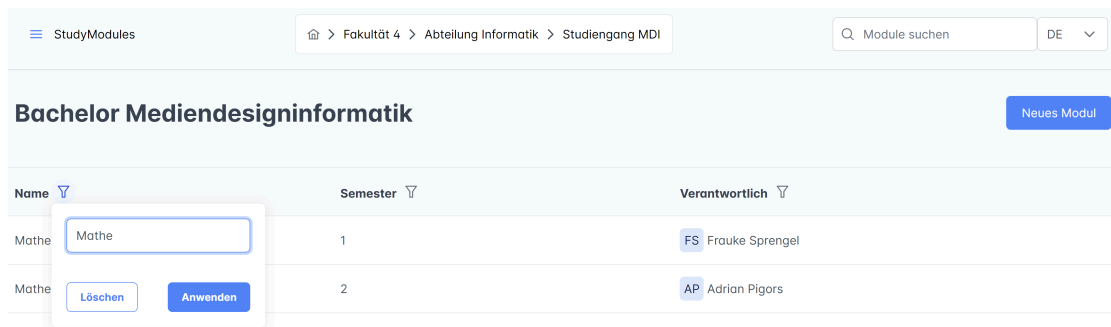 StudyModules
Fakultät 4 > Abteilung Informatik > Studiengang MDI
Module suchen
DE
Bachelor Mediendesigninformatik
Neues Modul
Name Semester Verantwortlich
Mathe
Mathe 1 FS Frauke Sprengel
Mathe 2 AP Adrian Pigors
Löschen Anwenden